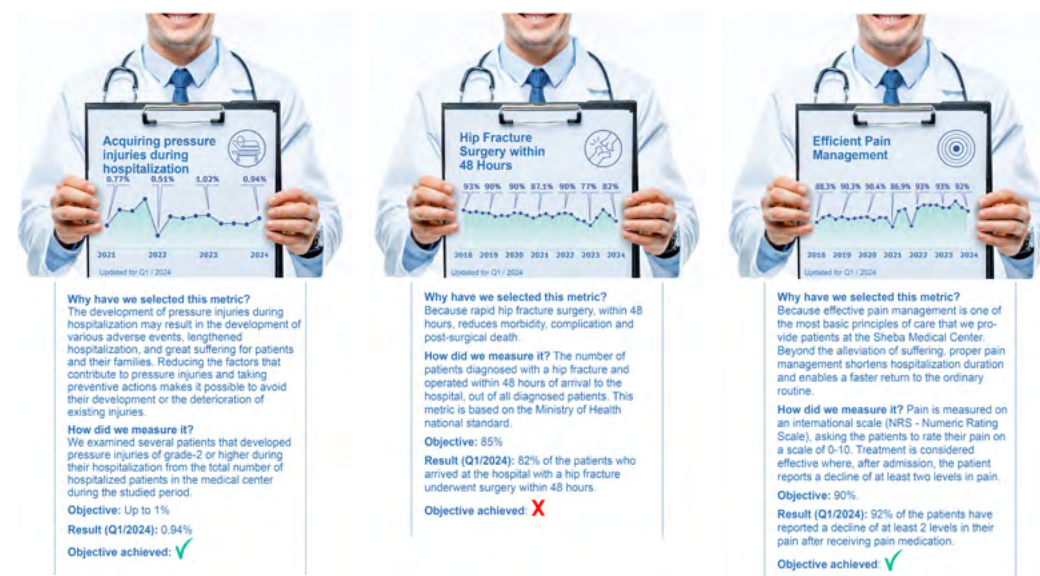 Acquiring pressure
injuries during
hospitalization
0.77% 0.51% 1.02% 0.94%
2021 2022 2023 2024
Updated for Q1 / 2024
Why have we selected this metric?
The development of pressure injuries during
hospitalization may result in the development of
various adverse events, lengthened
hospitalization, and great suffering for patients
and their families. Reducing the factors that
contribute to pressure injuries and taking
preventive actions makes it possible to avoid
their development or the deterioration of
existing injuries.
How did we measure it?
We examined several patients that developed
pressure injuries of grade-2 or higher during
their hospitalization from the total number of
hospitalized patients in the medical center
during the studied period.
Objective: Up to 1%
Result (Q1/2024): 0.94%
Objective achieved:
Hip Fracture
Surgery within
48 Hours
93% 90% 90% 87.1% 90% 77% 82%
2018 2019 2020 2021 2022 2023 2024
Updated for Q1 / 2024
Why have we selected this metric?
Because rapid hip fracture surgery, within 48
hours, reduces morbidity, complication and
post-surgical death.
How did we measure it? The number of
patients diagnosed with a hip fracture and
operated within 48 hours of arrival to the
hospital, out of all diagnosed patients. This
metric is based on the Ministry of Health
national standard.
Objective: 85%
Result (Q1/2024): 82% of the patients who
arrived at the hospital with a hip fracture
underwent surgery within 48 hours.
Objective achieved: X
Efficient Pain
Management
88.3% 90.3% 90.4% 86.9% 93% 93% 92%
2018 2019 2020 2021 2022 2023 2024
Updated for Q1 / 2024
Why have we selected this metric?
Because effective pain management is one of
the most basic principles of care that we pro-
vide patients at the Sheba Medical Center.
Beyond the alleviation of suffering, proper pain
management shortens hospitalization duration
and enables a faster return to the ordinary
routine.
How did we measure it? Pain is measured on
an international scale (NRS - Numeric Rating
Scale), asking the patients to rate their pain on
a scale of 0-10. Treatment is considered
effective where, after admission, the patient
reports a decline of at least two levels in pain.
Objective: 90%.
Result (Q1/2024): 92% of the patients have
reported a decline of at least 2 levels in their
pain after receiving pain medication.
Objective achieved: